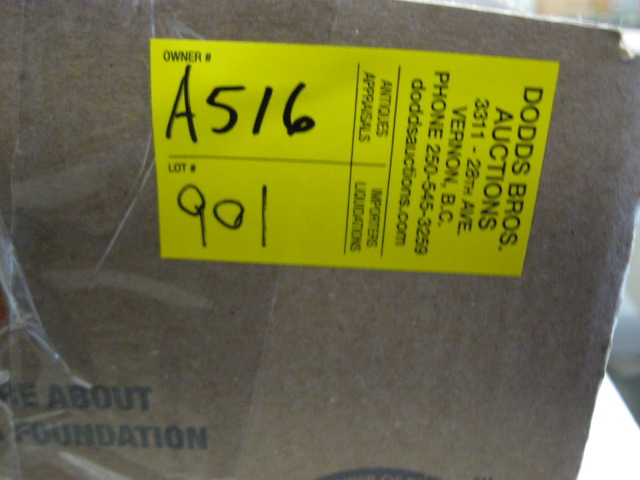 OWNER #
A516
LOT #
901
DODDS BROS.
AUCTIONS
3311 - 28TH AVE.
VERNON, B.C.
PHONE 250-545-3259
doddsauctions.com
ANTIQUES
APPRAISALS
IMPORTERS
LIQUIDATIONS
ABOUT
FOUNDATION